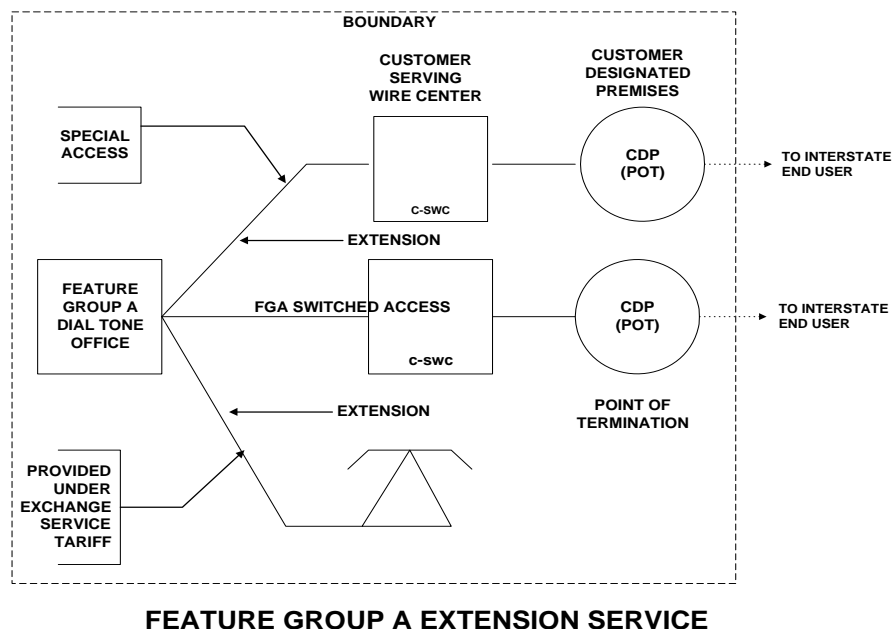 BOUNDARY
CUSTOMER
SERVING
WIRE CENTER
CUSTOMER
DESIGNATED
PREMISES
SPECIAL
ACCESS
CDP
(POT)
TO INTERSTATE
END USER
C-SWC
EXTENSION
FEATURE
GROUP A
DIAL TONE
OFFICE
FGA SWITCHED ACCESS
CDP
(POT)
TO INTERSTATE
END USER
c-swc
EXTENSION
POINT OF
TERMINATION
PROVIDED
UNDER
EXCHANGE
SERVICE
TARIFF
FEATURE GROUP A EXTENSION SERVICE